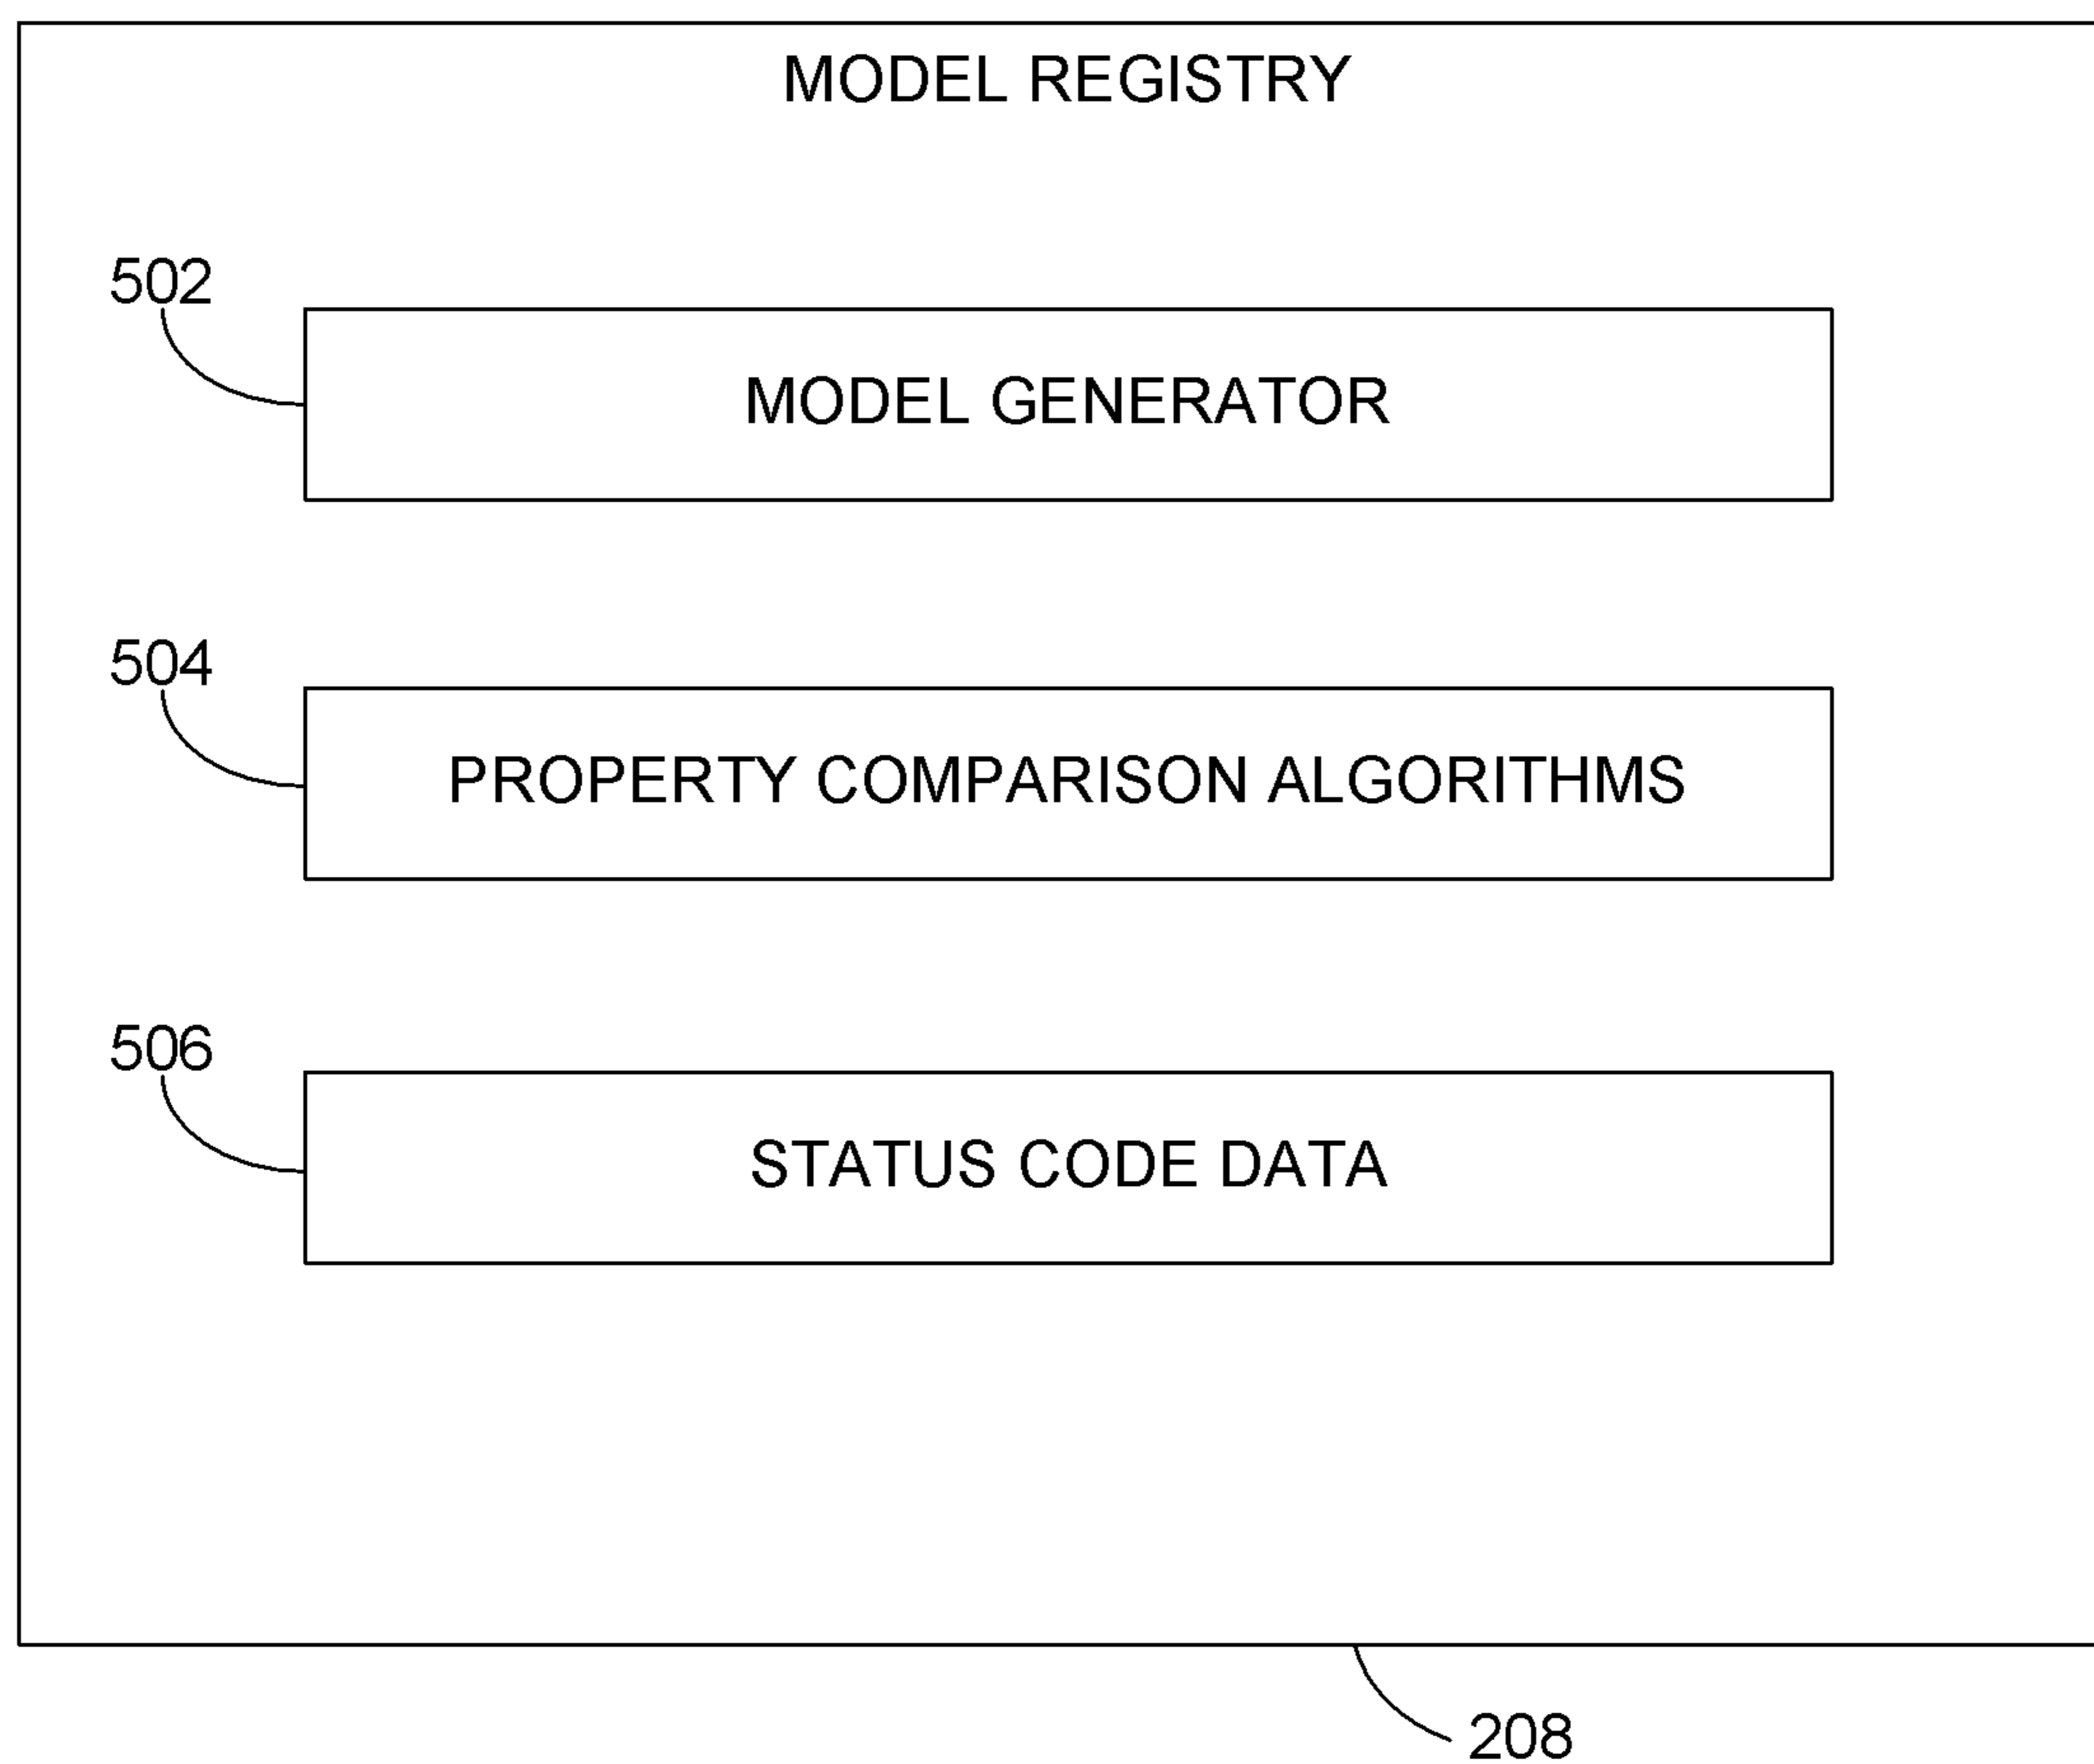 MODEL REGISTRY
502
MODEL GENERATOR
504
PROPERTY COMPARISON ALGORITHMS
506
STATUS CODE DATA
208